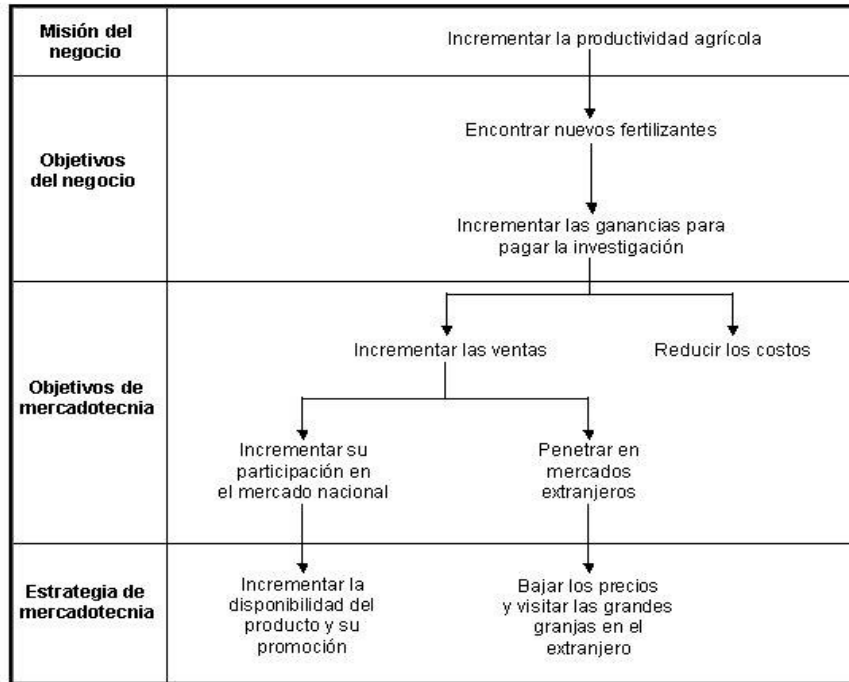 Misión del
negocio
Incrementar la productividad agrícola
Objetivos
del negocio
Encontrar nuevos fertilizantes
Incrementar las ganancias para
pagar la investigación
Objetivos de
mercadotecnia
Incrementar las ventas
Reducir los costos
Incrementar su
participación en
el mercado nacional
Penetrar en
mercados
extranjeros
Estrategia de
mercadotecnia
Incrementar la
disponibilidad del
producto y su
promoción
Bajar los precios
y visitar las grandes
granjas en el
extranjero